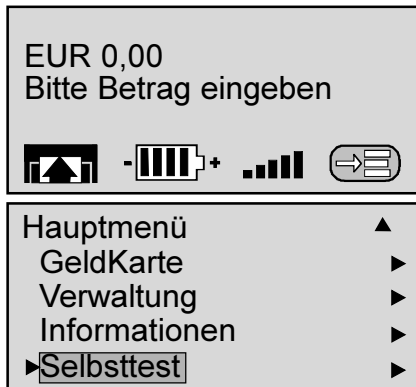 EUR 0,00
Bitte Betrag eingeben
Hauptmenü
GeldKarte
Verwaltung
Informationen
Selbsttest